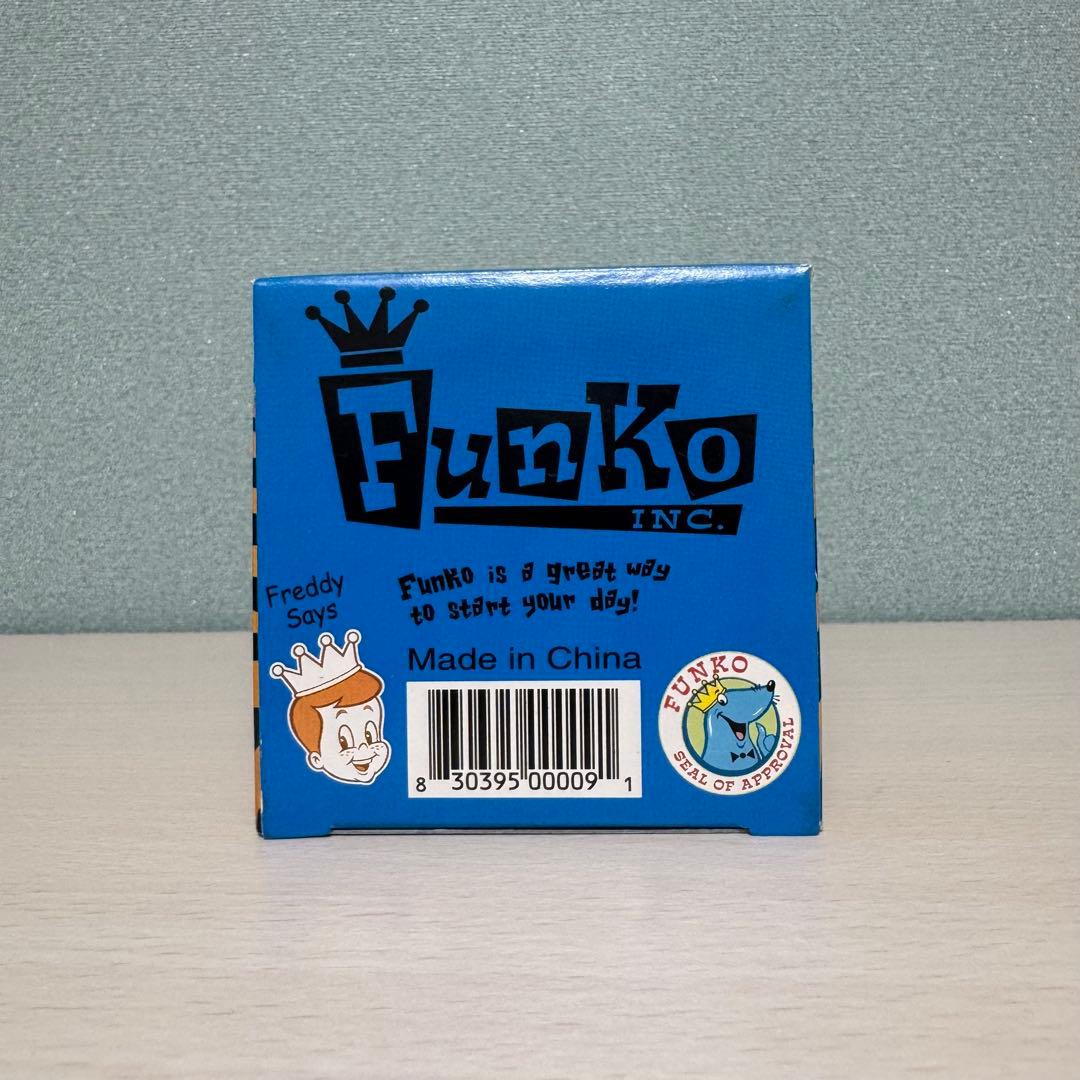 Funko
INC.
Funko is a great way
to start your day!
Freddy
Says
Made in China
8 30395 00009 1
FUNKO
SEAL OF APPROVAL